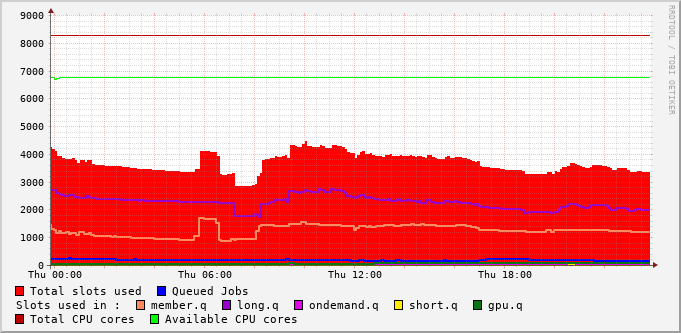 RRDTOOL / TOBI OETIKER
9000
8000
7000
6000
5000
4000
3000
2000
1000
0
Thu 00:00 Thu 06:00 Thu 12:00 Thu 18:00
Total slots used Queued Jobs
Slots used in : member.q long.q ondemand.q short.q gpu.q
Total CPU cores Available CPU cores